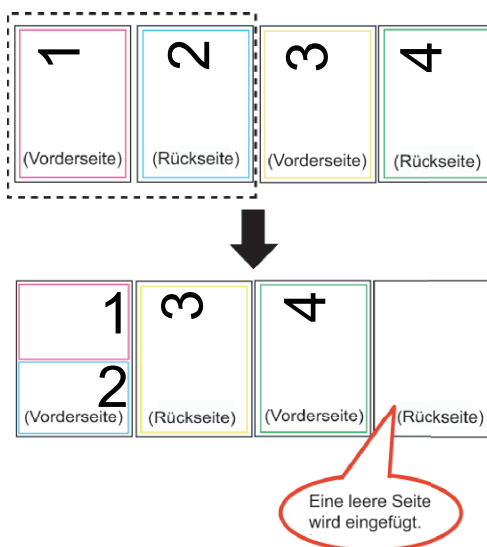 1 2 3 4
(Vorderseite) (Rückseite) (Vorderseite) (Rückseite)
1 3 4
2
(Vorderseite) (Rückseite) (Vorderseite) (Rückseite)
Eine leere Seite
wird eingefügt.